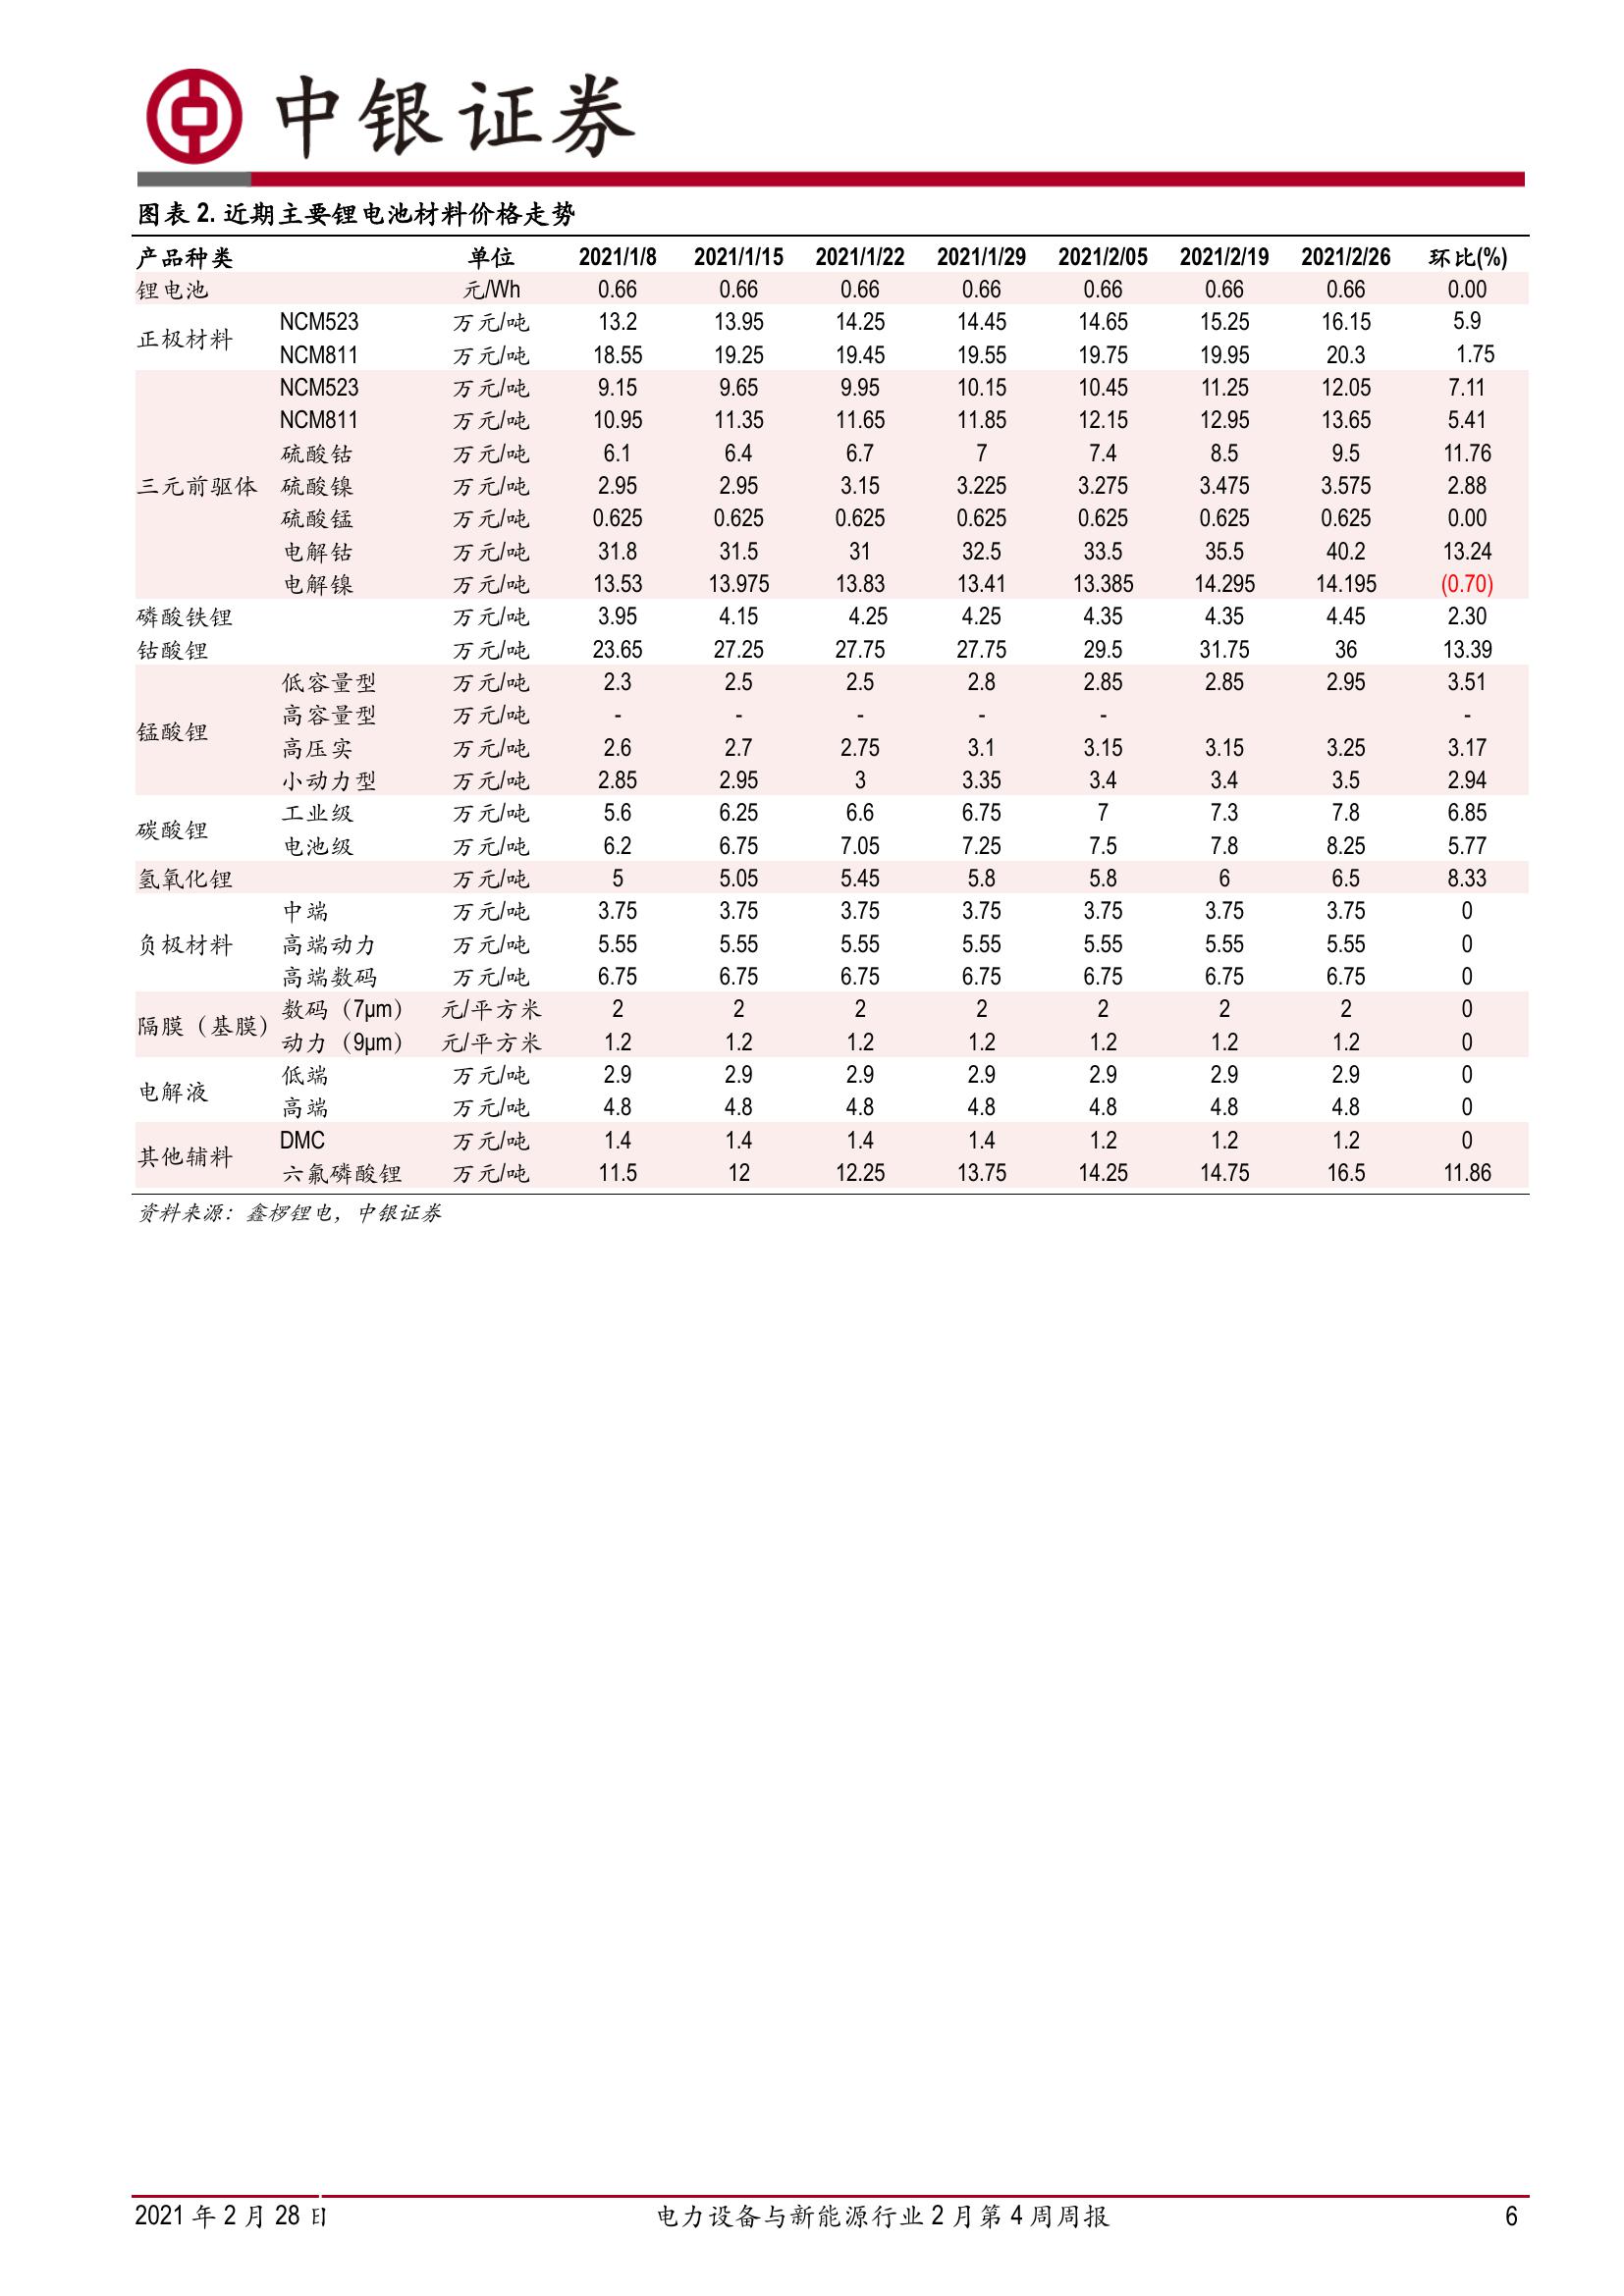 中银证券
图表 2. 近期主要锂电池材料价格走势
产品种类 单位 2021/1/8 2021/1/15 2021/1/22 2021/1/29 2021/2/05 2021/2/19 2021/2/26 环比(%)
锂电池 元/Wh 0.66 0.66 0.66 0.66 0.66 0.66 0.66 0.00
正极材料 NCM523 万元/吨 13.2 13.95 14.25 14.45 14.65 15.25 16.15 5.9
NCM811 万元/吨 18.55 19.25 19.45 19.55 19.75 19.95 20.3 1.75
三元前驱体 NCM523 万元/吨 9.15 9.65 9.95 10.15 10.45 11.25 12.05 7.11
NCM811 万元/吨 10.95 11.35 11.65 11.85 12.15 12.95 13.65 5.41
硫酸钴 万元/吨 6.1 6.4 6.7 7 7.4 8.5 9.5 11.76
硫酸镍 万元/吨 2.95 2.95 3.15 3.225 3.275 3.475 3.575 2.88
硫酸锰 万元/吨 0.625 0.625 0.625 0.625 0.625 0.625 0.625 0.00
电解钴 万元/吨 31.8 31.5 31 32.5 33.5 35.5 40.2 13.24
电解镍 万元/吨 13.53 13.975 13.83 13.41 13.385 14.295 14.195 (0.70)
磷酸铁锂 万元/吨 3.95 4.15 4.25 4.25 4.35 4.35 4.45 2.30
钴酸锂 万元/吨 23.65 27.25 27.75 27.75 29.5 31.75 36 13.39
锰酸锂 低容量型 万元/吨 2.3 2.5 2.5 2.8 2.85 2.85 2.95 3.51
高容量型 万元/吨 - - - - - -
高压实 万元/吨 2.6 2.7 2.75 3.1 3.15 3.15 3.25 3.17
小动力型 万元/吨 2.85 2.95 3 3.35 3.4 3.4 3.5 2.94
碳酸锂 工业级 万元/吨 5.6 6.25 6.6 6.75 7 7.3 7.8 6.85
电池级 万元/吨 6.2 6.75 7.05 7.25 7.5 7.8 8.25 5.77
氢氧化锂 万元/吨 5 5.05 5.45 5.8 5.8 6 6.5 8.33
负极材料 中端 万元/吨 3.75 3.75 3.75 3.75 3.75 3.75 3.75 0
高端动力 万元/吨 5.55 5.55 5.55 5.55 5.55 5.55 5.55 0
高端数码 万元/吨 6.75 6.75 6.75 6.75 6.75 6.75 6.75 0
隔膜（基膜） 数码（7μm） 元/平方米 2 2 2 2 2 2 2 0
动力（9μm） 元/平方米 1.2 1.2 1.2 1.2 1.2 1.2 1.2 0
电解液 低端 万元/吨 2.9 2.9 2.9 2.9 2.9 2.9 2.9 0
高端 万元/吨 4.8 4.8 4.8 4.8 4.8 4.8 4.8 0
其他辅料 DMC 万元/吨 1.4 1.4 1.4 1.4 1.2 1.2 1.2 0
六氟磷酸锂 万元/吨 11.5 12 12.25 13.75 14.25 14.75 16.5 11.86
资料来源：鑫椤锂电，中银证券
2021 年 2 月 28 日 电力设备与新能源行业 2 月第 4 周周报 6